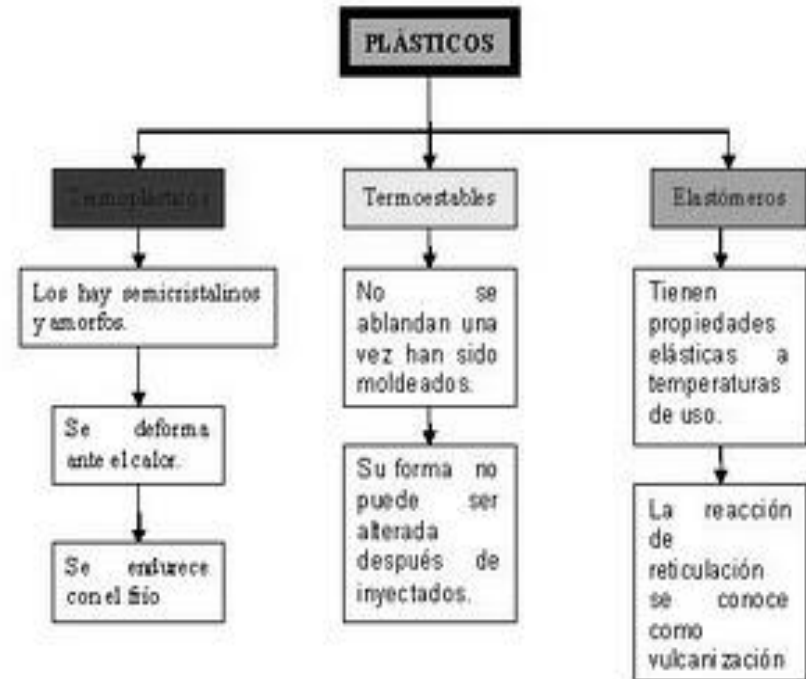 PLÁSTICOS
Termoplásticos
Los hay semicristalinos
y amorfos.
Se deforma
ante el calor.
Se endurece
con el frío
Termoestables
No se
ablandan una
vez han sido
moldeados.
Su forma no
puede ser
alterada
después de
inyectados.
Elastómeros
Tienen
propiedades
elásticas a
temperaturas
de uso.
La reacción
de
reticulación
se conoce
como
vulcanización